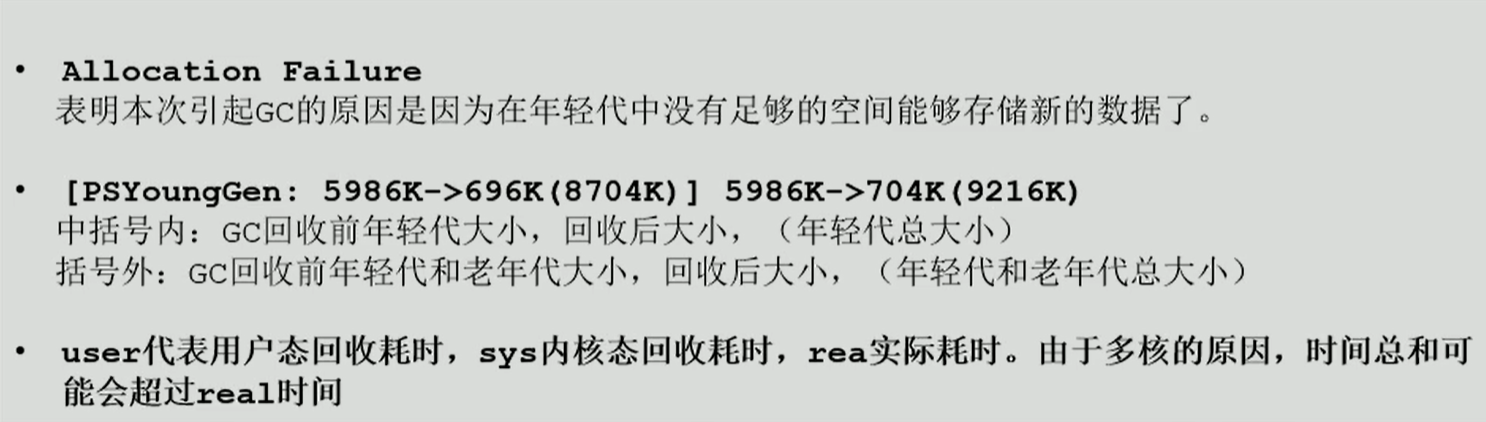 • Allocation Failure
表明本次引起GC的原因是因为在年轻代中没有足够的空间能够存储新的数据了。
• [PSYoungGen: 5986K->696K(8704K)] 5986K->704K(9216K)
中括号内：GC回收前年轻代大小，回收后大小，（年轻代总大小）
括号外：GC回收前年轻代和老年代大小，回收后大小，（年轻代和老年代总大小）
• user代表用户态回收耗时，sys内核态回收耗时，rea实际耗时。由于多核的原因，时间总和可
能会超过real时间